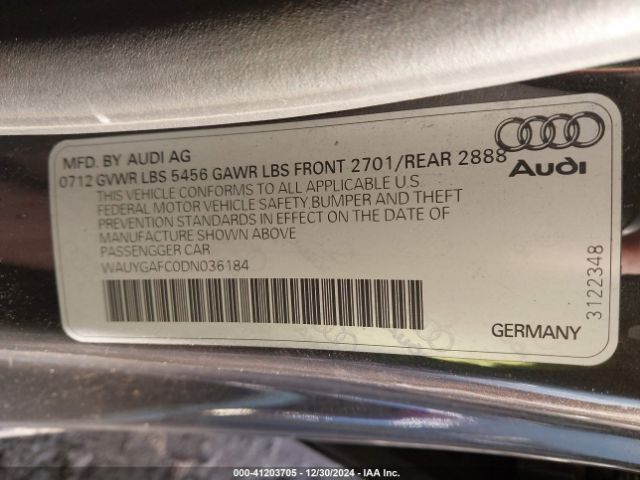 MFD. BY AUDI AG
0712 GVWR LBS 5456 GAWR LBS FRONT 2701/REAR 2888
THIS VEHICLE CONFORMS TO ALL APPLICABLE U.S
FEDERAL MOTOR VEHICLE SAFETY,BUMPER AND THEFT
PREVENTION STANDARDS IN EFFECT ON THE DATE OF
MANUFACTURE SHOWN ABOVE
PASSENGGER CAR
WAUYGAFC0DN036184
Audi
GERMANY
3122348
000-41203705 - 12/30/2024 - IAA Inc.